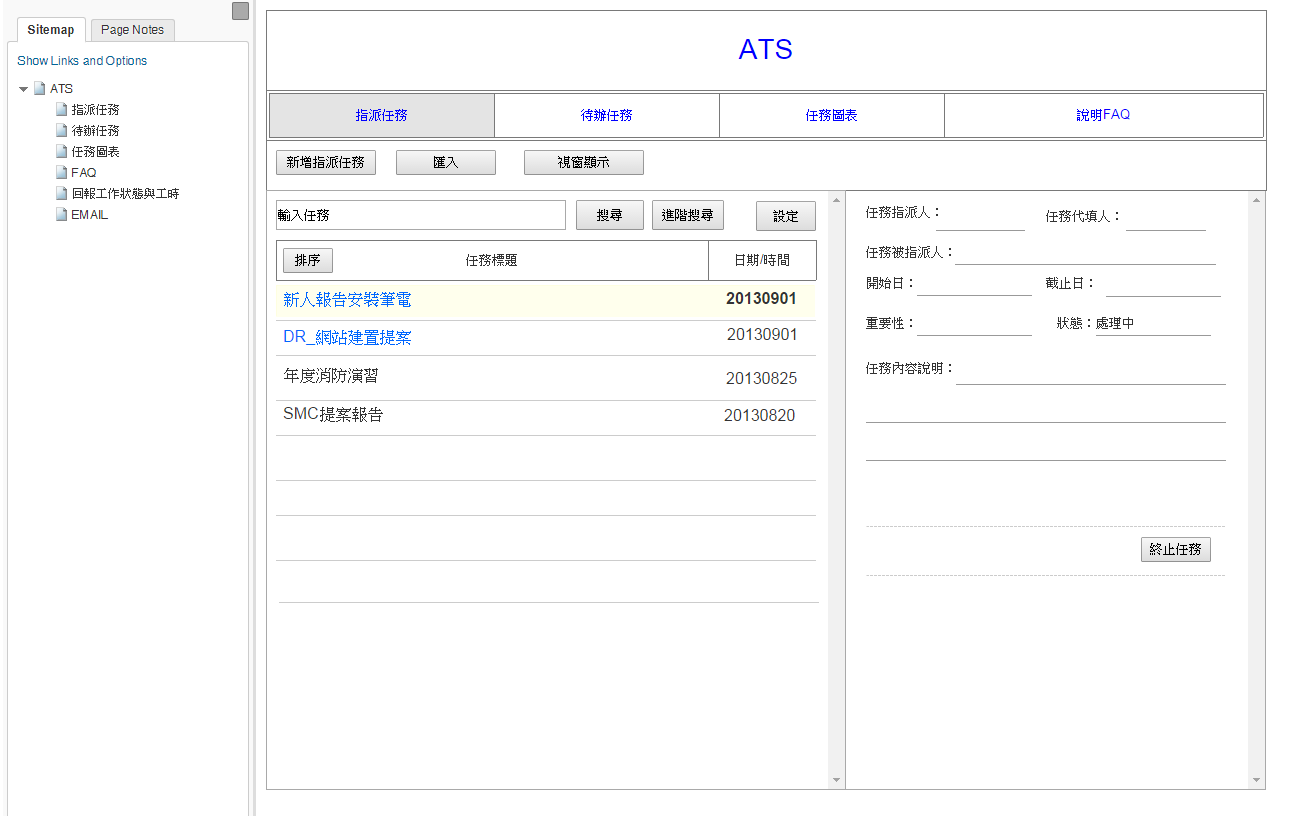 Sitemap Page Notes
Show Links and Options
ATS
指派任務
待辦任務
任務圖表
FAQ
回報工作狀態與工時
EMAIL
ATS
指派任務 待辦任務 任務圖表 說明FAQ
新增指派任務 匯入 視窗顯示
輸入任務 搜尋 進階搜尋 設定
排序 任務標題 日期/時間
新人報告安裝筆電 20130901
DR_網站建置提案 20130901
年度消防演習 20130825
SMC提案報告 20130820
任務指派人： 任務代填人：
任務被指派人：
開始日： 截止日：
重要性： 狀態：處理中
任務內容說明：
終止任務